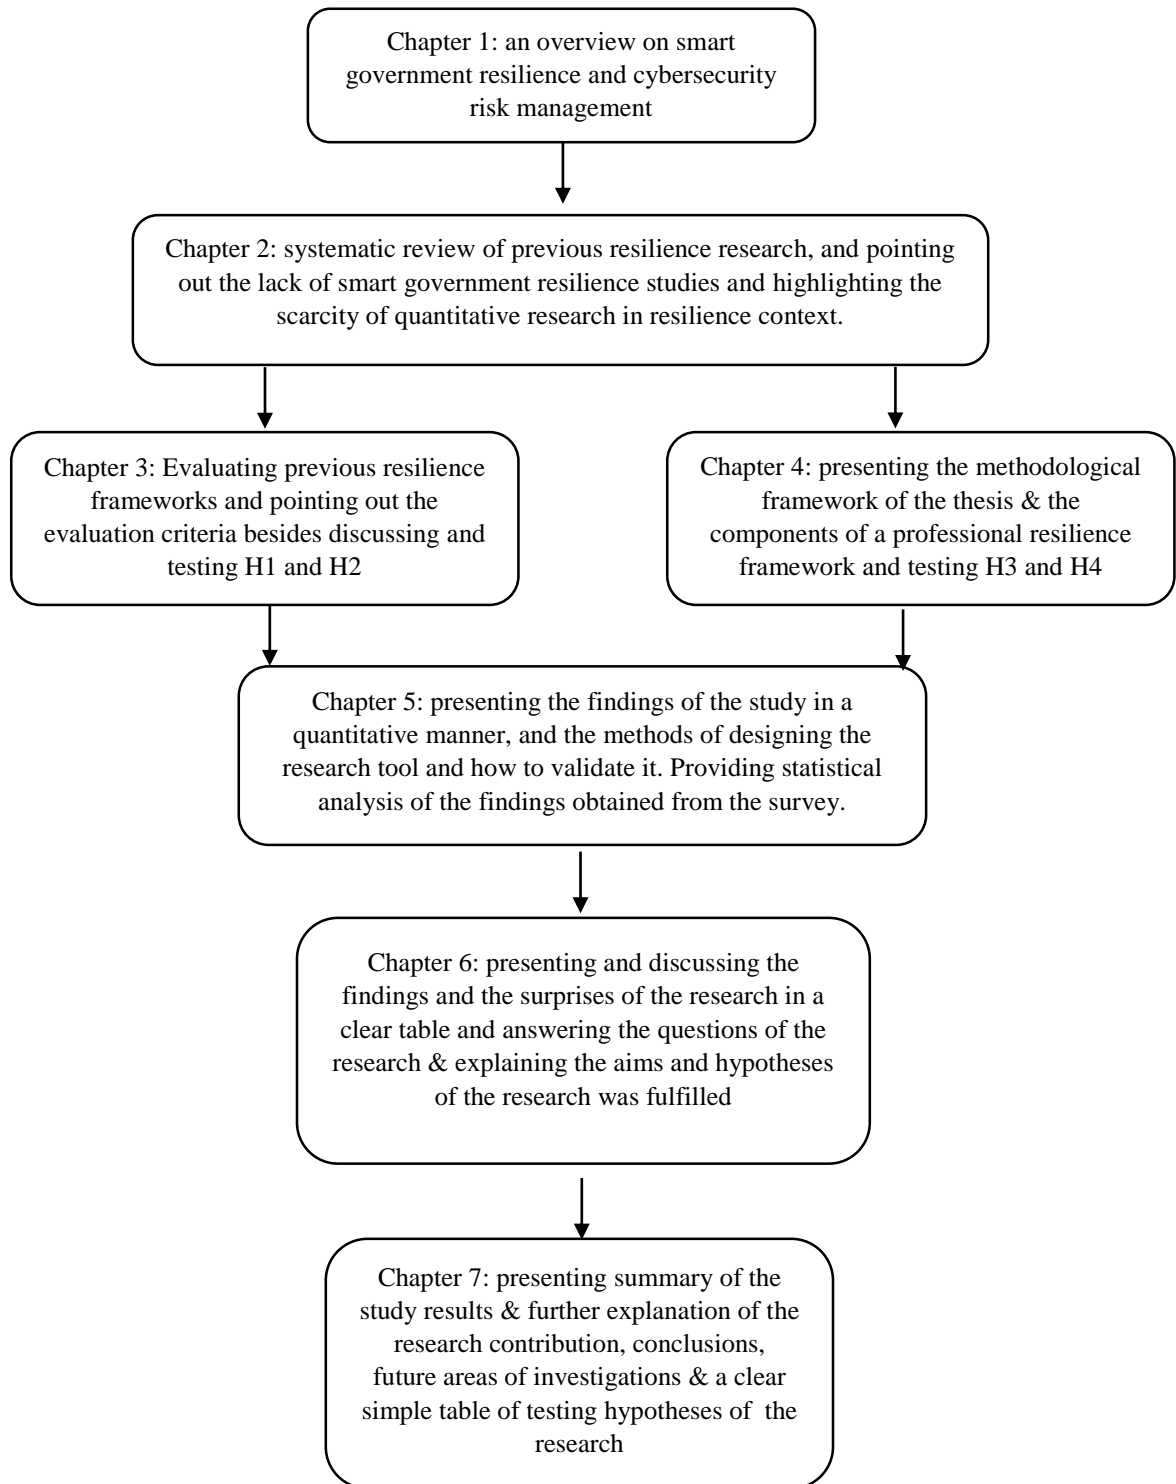 Chapter 1: an overview on smart
government resilience and cybersecurity
risk management
Chapter 2: systematic review of previous resilience research, and pointing
out the lack of smart government resilience studies and highlighting the
scarcity of quantitative research in resilience context.
Chapter 3: Evaluating previous resilience
frameworks and pointing out the
evaluation criteria besides discussing and
testing H1 and H2
Chapter 4: presenting the methodological
framework of the thesis & the
components of a professional resilience
framework and testing H3 and H4
Chapter 5: presenting the findings of the study in a
quantitative manner, and the methods of designing the
research tool and how to validate it. Providing statistical
analysis of the findings obtained from the survey.
Chapter 6: presenting and discussing the
findings and the surprises of the research in a
clear table and answering the questions of the
research & explaining the aims and hypotheses
of the research was fulfilled
Chapter 7: presenting summary of the
study results & further explanation of the
research contribution, conclusions,
future areas of investigations & a clear
simple table of testing hypotheses of the
research